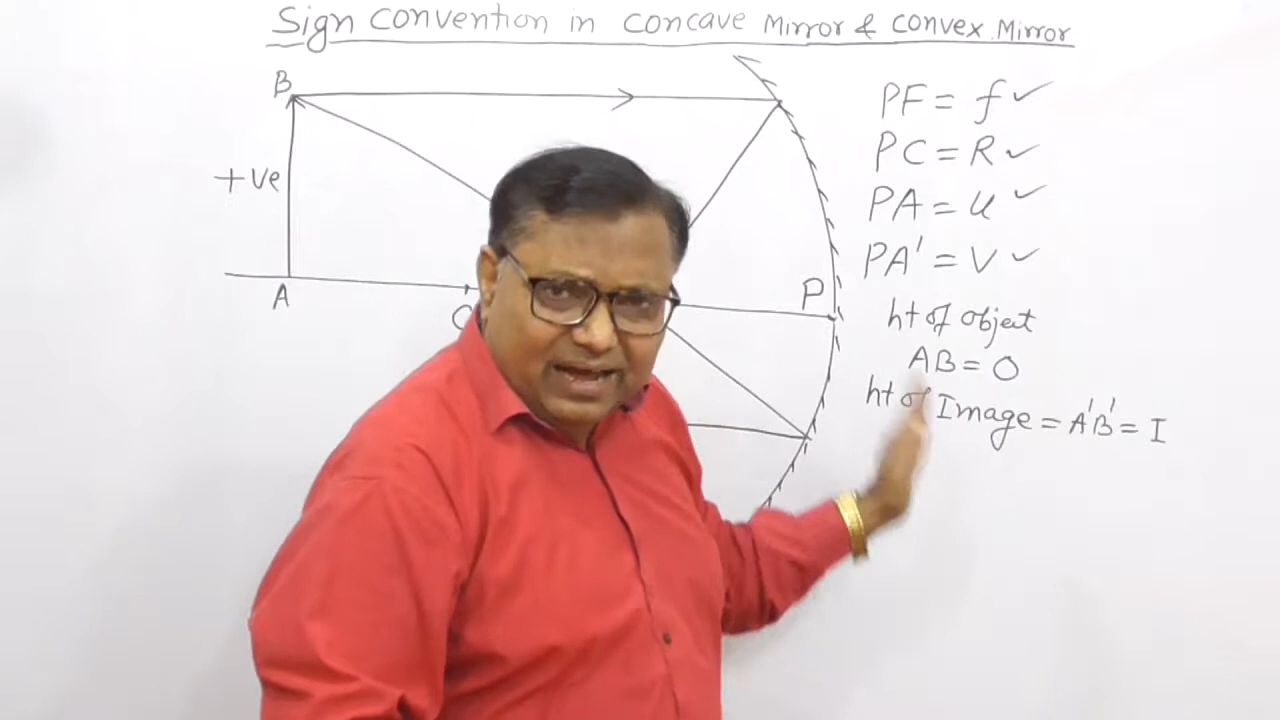 Sign Convention in Concave Mirror & Convex Mirror
B
+ve
A
C
P
PF = f ✓
PC = R ✓
PA = u ✓
PA' = V ✓
ht of object
AB = O
ht of Image = A'B' = I